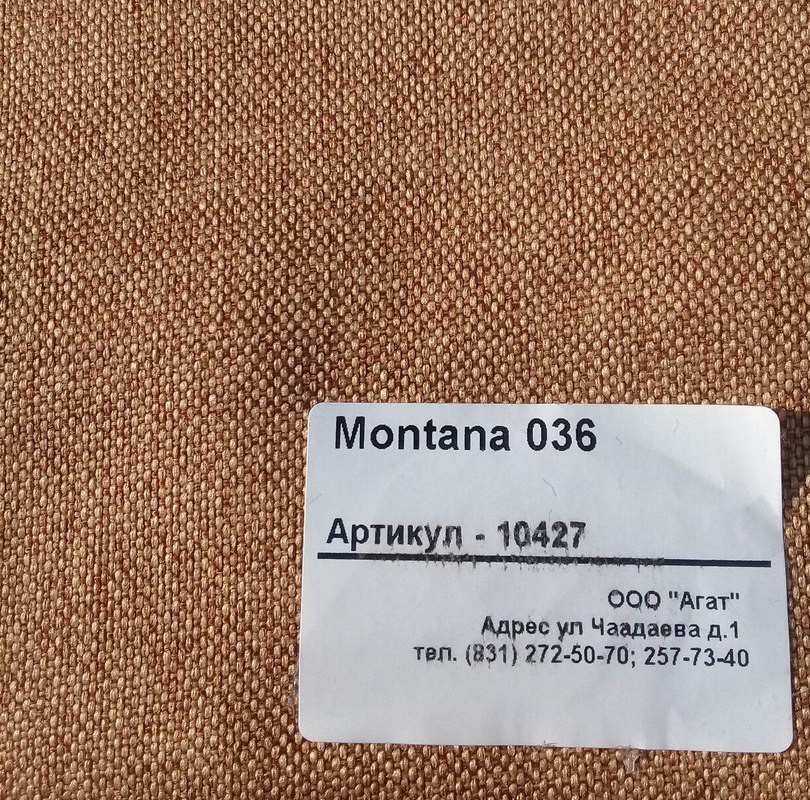 Montana 036
Артикул - 10427
ООО "Агат"
Адрес ул Чаадаева д.1
тел. (831) 272-50-70; 257-73-40